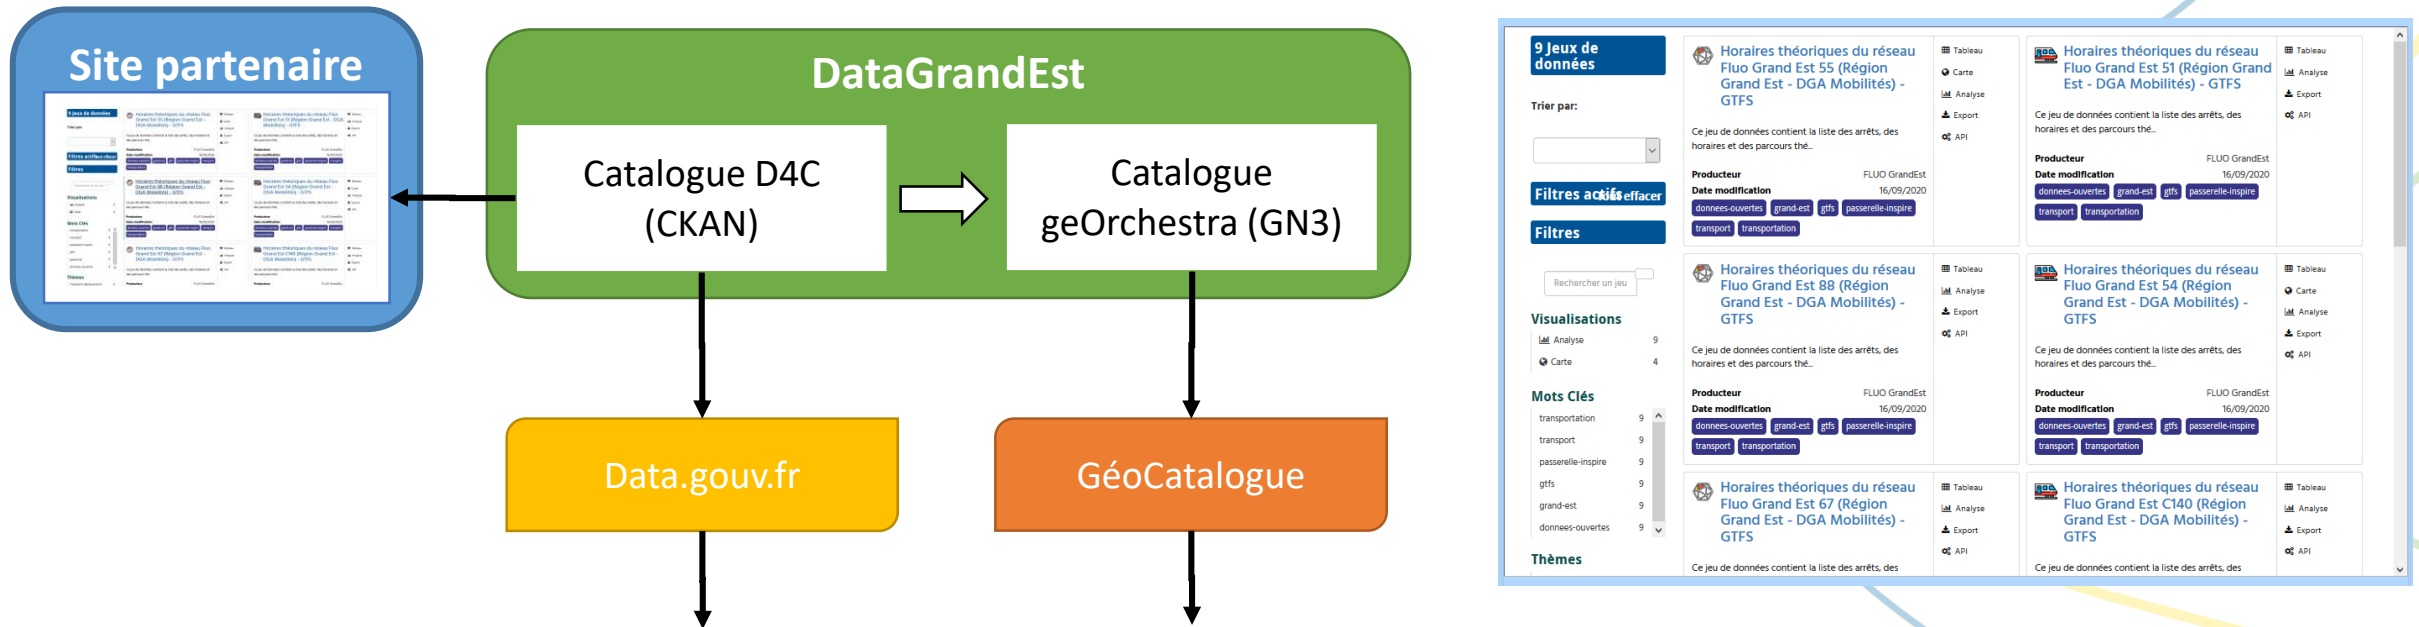 Site partenaire
9 Jeux de données
Trier par:
Filtres
Visualisations
Mots Clés
Thèmes
DataGrandEst
Catalogue D4C
(CKAN)
Catalogue
geOrchestra (GN3)
Data.gouv.fr
GéoCatalogue
9 Jeux de
données
Trier par:
Filtres actifs
Tout effacer
Filtres
Rechercher un jeu
Visualisations
Analyse 9
Carte 4
Mots Clés
transportation 9
transport 9
passerelle-inspire 9
gtfs 9
grand-est 9
donnees-ouvertes 9
Thèmes
Horaires théoriques du réseau
Fluo Grand Est 55 (Région
Grand Est - DGA Mobilités) -
GTFS
Ce jeu de données contient la liste des arrêts, des
horaires et des parcours thé...
Producteur FLUO GrandEst
Date modification 16/09/2020
donnees-ouvertes grand-est gtfs passerelle-inspire
transport transportation
Tableau
Carte
Analyse
Export
API
Horaires théoriques du réseau
Fluo Grand Est 51 (Région Grand
Est - DGA Mobilités) - GTFS
Ce jeu de données contient la liste des arrêts, des
horaires et des parcours thé...
Producteur FLUO GrandEst
Date modification 16/09/2020
donnees-ouvertes grand-est gtfs passerelle-inspire
transport transportation
Tableau
Analyse
Export
API
Horaires théoriques du réseau
Fluo Grand Est 88 (Région
Grand Est - DGA Mobilités) -
GTFS
Ce jeu de données contient la liste des arrêts, des
horaires et des parcours thé...
Producteur FLUO GrandEst
Date modification 16/09/2020
donnees-ouvertes grand-est gtfs passerelle-inspire
transport transportation
Tableau
Analyse
Export
API
Horaires théoriques du réseau
Fluo Grand Est 54 (Région
Grand Est - DGA Mobilités) -
GTFS
Ce jeu de données contient la liste des arrêts, des
horaires et des parcours thé...
Producteur FLUO GrandEst
Date modification 16/09/2020
donnees-ouvertes grand-est gtfs passerelle-inspire
transport transportation
Tableau
Carte
Analyse
Export
API
Horaires théoriques du réseau
Fluo Grand Est 67 (Région
Grand Est - DGA Mobilités) -
GTFS
Ce jeu de données contient la liste des arrêts, des
Tableau
Analyse
Export
API
Horaires théoriques du réseau
Fluo Grand Est C140 (Région
Grand Est - DGA Mobilités) -
GTFS
Ce jeu de données contient la liste des arrêts, des
Tableau
Analyse
Export
API